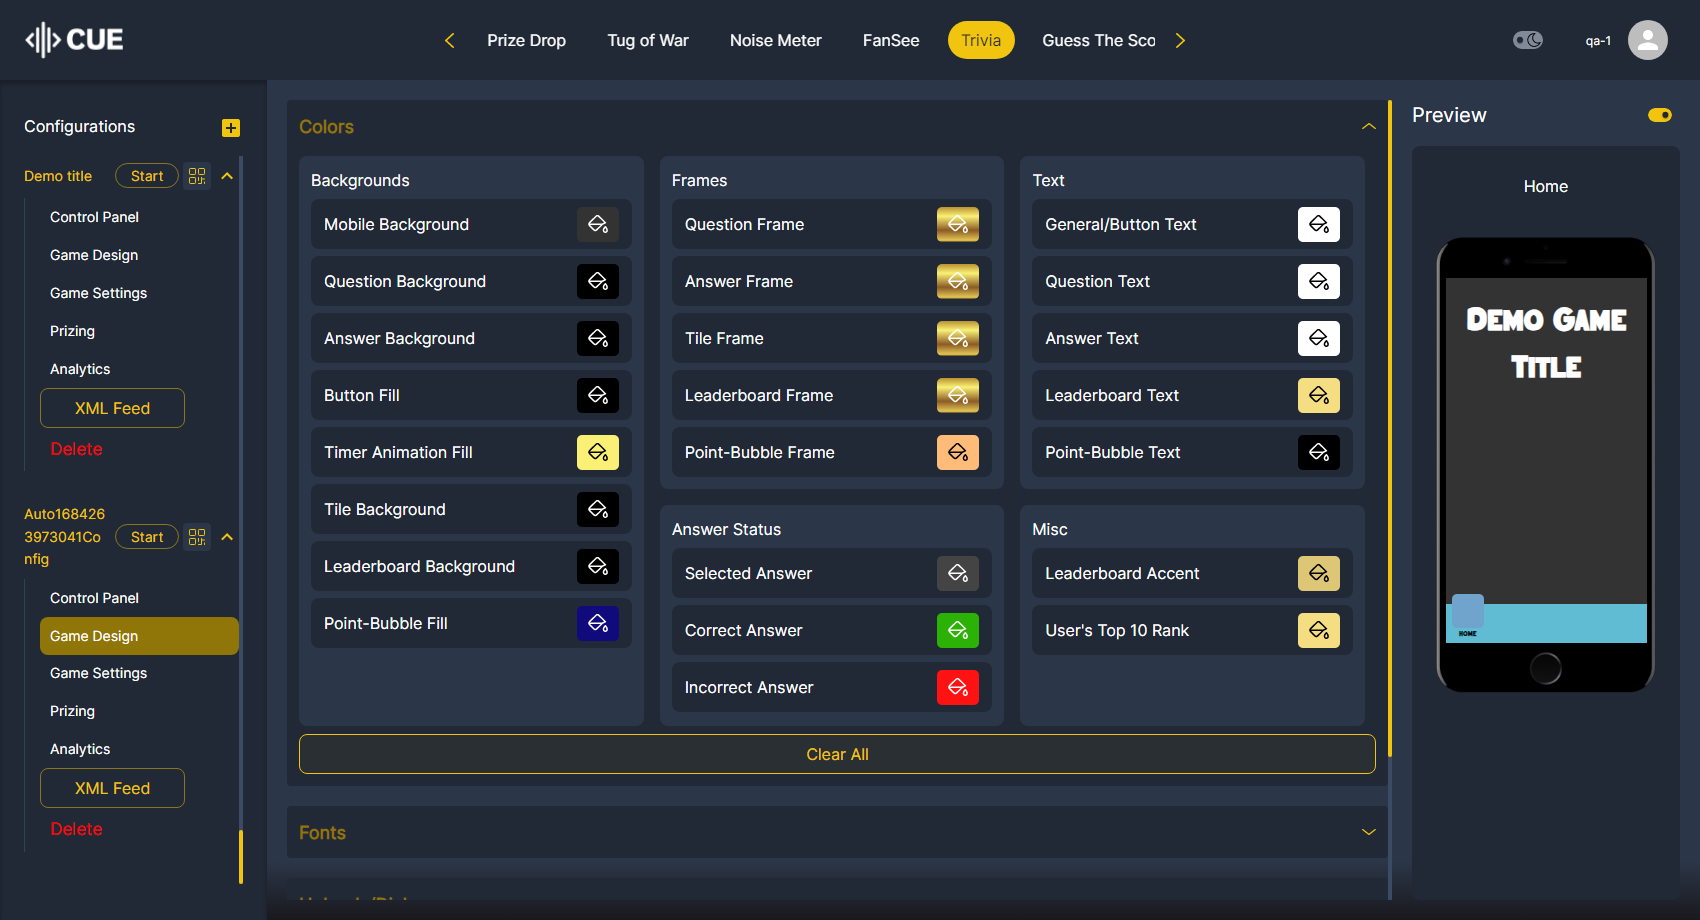 CUE
Prize Drop
Tug of War
Noise Meter
FanSee
Trivia
Guess The Sco
qa-1
Configurations
Demo title
Start
Control Panel
Game Design
Game Settings
Prizing
Analytics
XML Feed
Delete
Auto168426
3973041Co
nfig
Start
Control Panel
Game Design
Game Settings
Prizing
Analytics
XML Feed
Delete
Colors
Backgrounds
Mobile Background
Question Background
Answer Background
Button Fill
Timer Animation Fill
Tile Background
Leaderboard Background
Point-Bubble Fill
Frames
Question Frame
Answer Frame
Tile Frame
Leaderboard Frame
Point-Bubble Frame
Text
General/Button Text
Question Text
Answer Text
Leaderboard Text
Point-Bubble Text
Answer Status
Selected Answer
Correct Answer
Incorrect Answer
Misc
Leaderboard Accent
User's Top 10 Rank
Clear All
Fonts
Preview
Home
Demo Game
Title
HOME